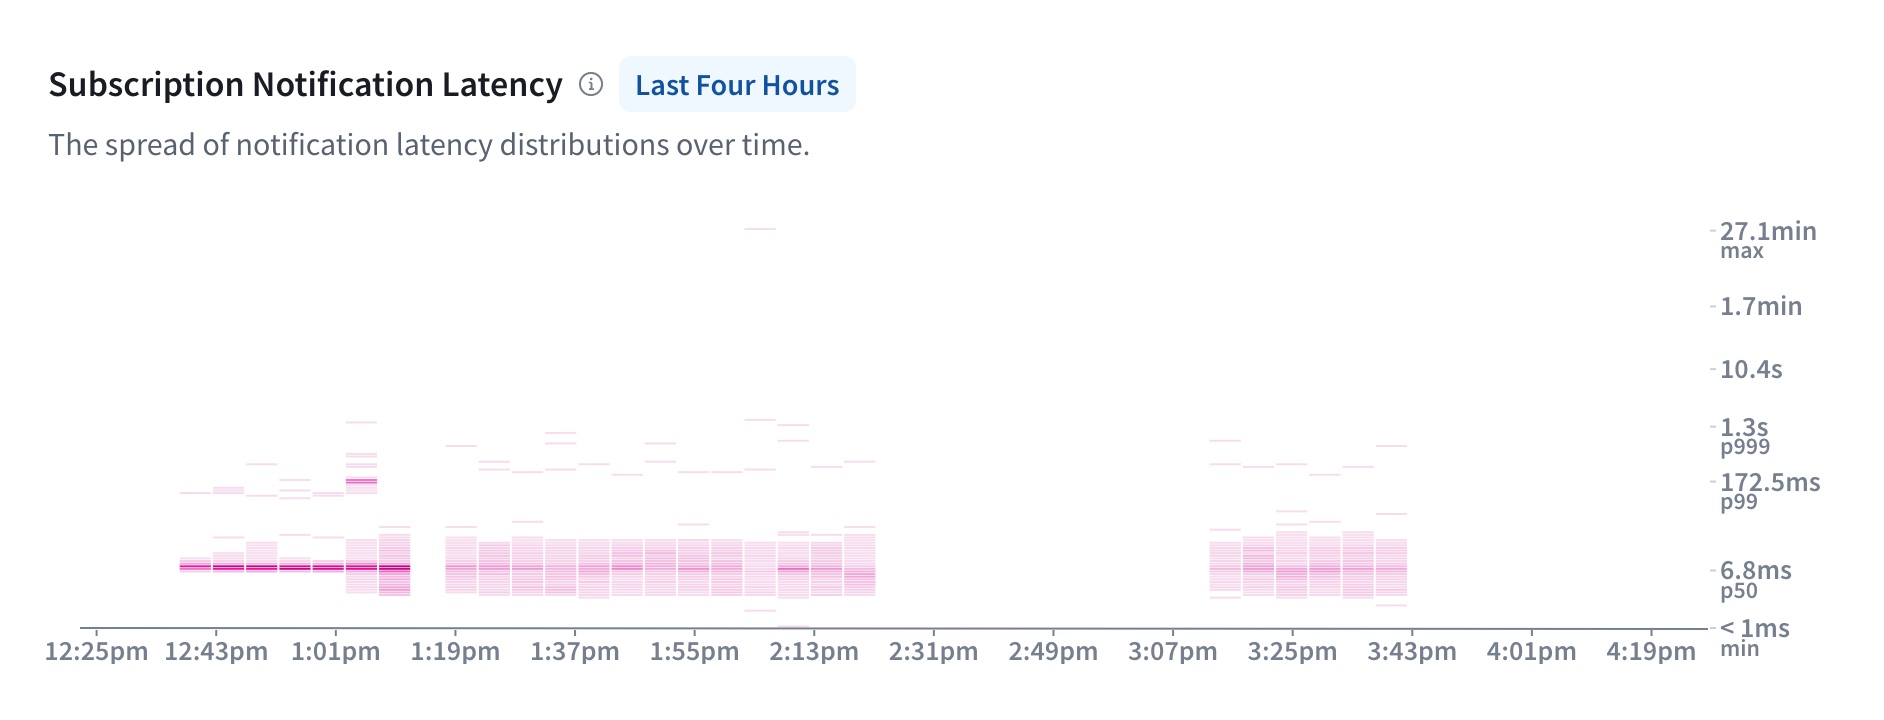 Subscription Notification Latency Last Four Hours
The spread of notification latency distributions over time.
27.1min
max
1.7min
10.4s
1.3s
p999
172.5ms
p99
6.8ms
p50
< 1ms
min
12:25pm 12:43pm 1:01pm 1:19pm 1:37pm 1:55pm 2:13pm 2:31pm 2:49pm 3:07pm 3:25pm 3:43pm 4:01pm 4:19pm